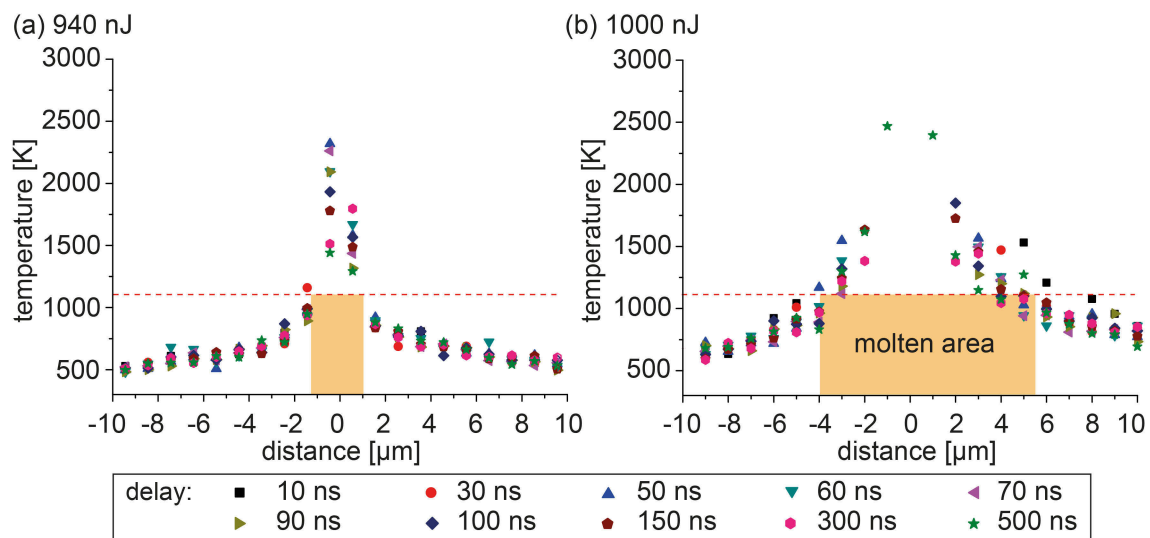 (a) 940 nJ
(b) 1000 nJ
3000
2500
2000
1500
1000
500
temperature [K]
-10 -8 -6 -4 -2 0 2 4 6 8 10
distance [µm]
3000
2500
2000
1500
1000
500
temperature [K]
molten area
-10 -8 -6 -4 -2 0 2 4 6 8 10
distance [µm]
delay: 10 ns 30 ns 50 ns 60 ns 70 ns
90 ns 100 ns 150 ns 300 ns 500 ns